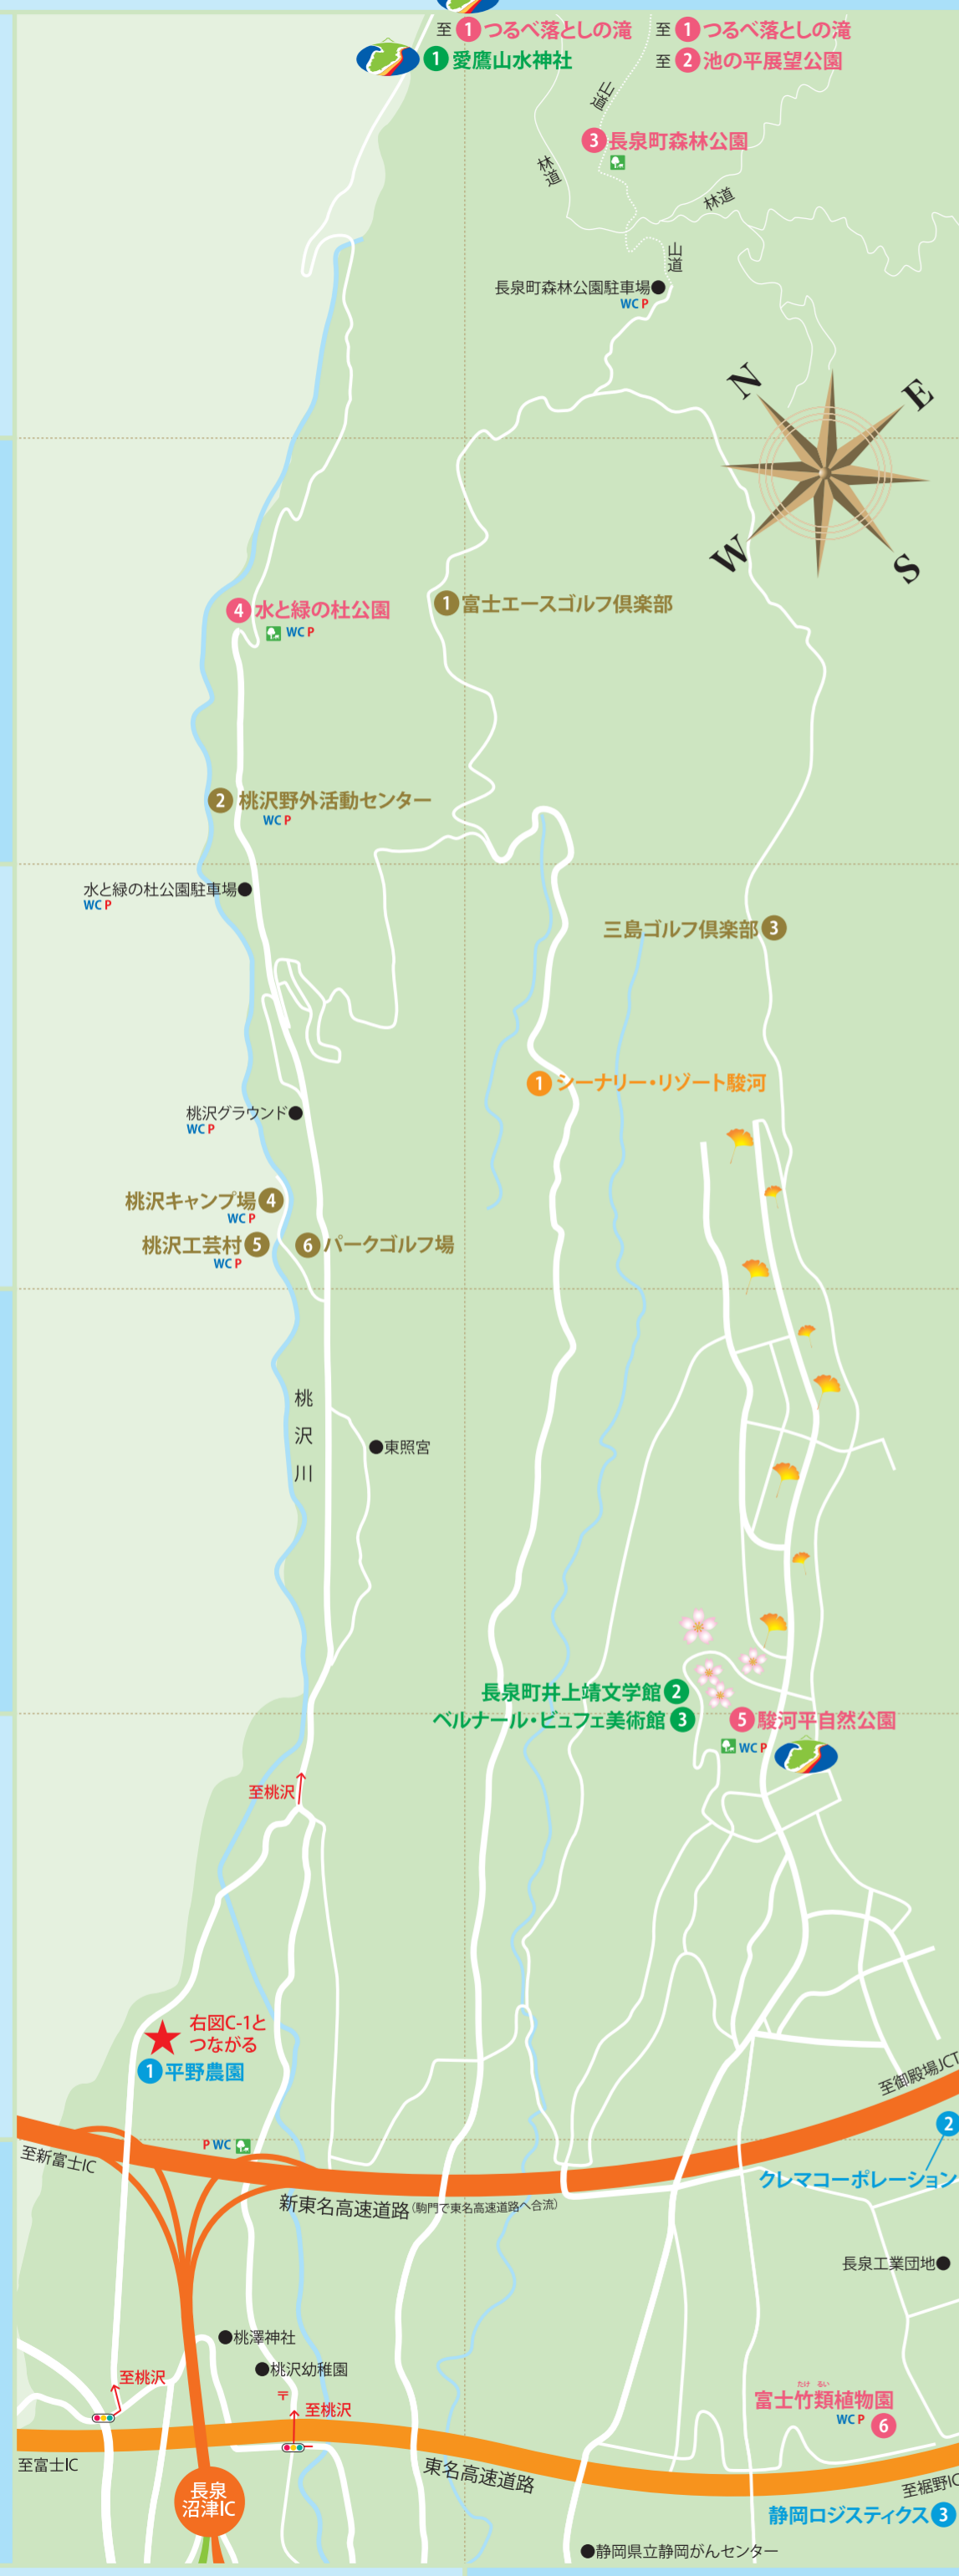 至1つるべ落としの滝
至1つるべ落としの滝
1愛鷹山水神社
至2池の平展望公園
山道
3長泉町森林公園
林道
林道
山道
長泉町森林公園駐車場●
WC P
N
E
W
S
4水と緑の杜公園
WC P
1富士エースゴルフ倶楽部
2桃沢野外活動センター
WC P
水と緑の杜公園駐車場●
WC P
三島ゴルフ倶楽部3
1シーナリー・リゾート駿河
桃沢グラウンド●
WC P
桃沢キャンプ場4
WC P
桃沢工芸村5
WC P
6パークゴルフ場
桃沢川
●東照宮
長泉町井上靖文学館2
ベルナール・ビュフェ美術館3
5駿河平自然公園
WC P
至桃沢
★右図C-1と
つながる
1平野農園
至御殿場JCT
2
クレマコーポレーション
P WC
至新富士IC
新東名高速道路(駒門で東名高速道路へ合流)
長泉工業団地●
●桃澤神社
●桃沢幼稚園
至桃沢
〒
至桃沢
たけ るい
富士竹類植物園
WC P
6
至富士IC
東名高速道路
長泉
沼津IC
至裾野IC
静岡ロジスティクス3
●静岡県立静岡がんセンター